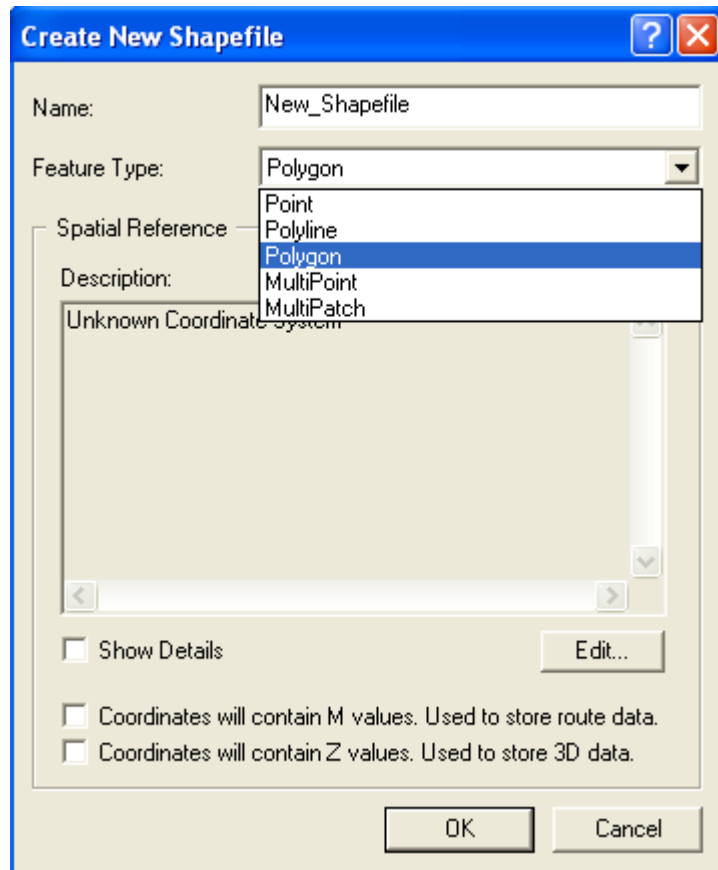 Create New Shapefile
Name:
New_Shapefile
Feature Type:
Polygon
Point
Polyline
Polygon
MultiPoint
MultiPatch
Spatial Reference
Description:
Unknown Coordinate System
Show Details
Edit...
Coordinates will contain M values. Used to store route data.
Coordinates will contain Z values. Used to store 3D data.
OK
Cancel